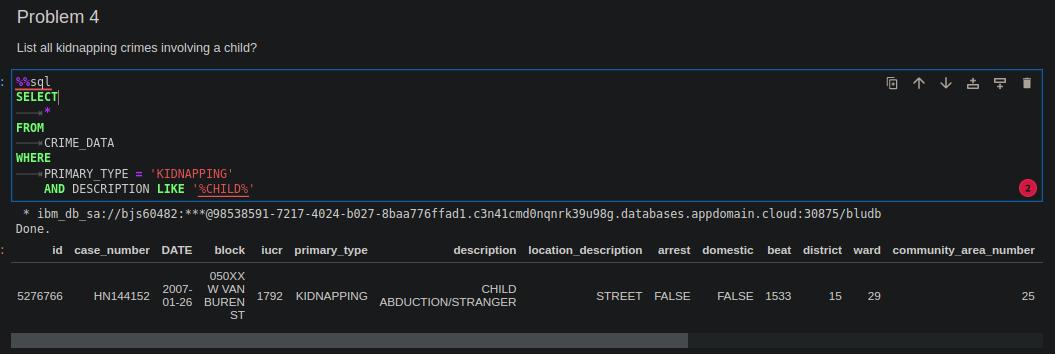 Problem 4
List all kidnapping crimes involving a child?
%%sql
SELECT
*
FROM
CRIME_DATA
WHERE
PRIMARY_TYPE = 'KIDNAPPING'
AND DESCRIPTION LIKE '%CHILD%'
2
* ibm_db_sa://bjs60482:***@98538591-7217-4024-b027-8baa776ffad1.c3n41cmd0nqnrk39u98g.databases.appdomain.cloud:30875/bludb
Done.
id case_number DATE block iucr primary_type description location_description arrest domestic beat district ward community_area_number
5276766 HN144152 2007-01-26 050XX W VAN BUREN ST 1792 KIDNAPPING CHILD ABDUCTION/STRANGER STREET FALSE FALSE 1533 15 29 25